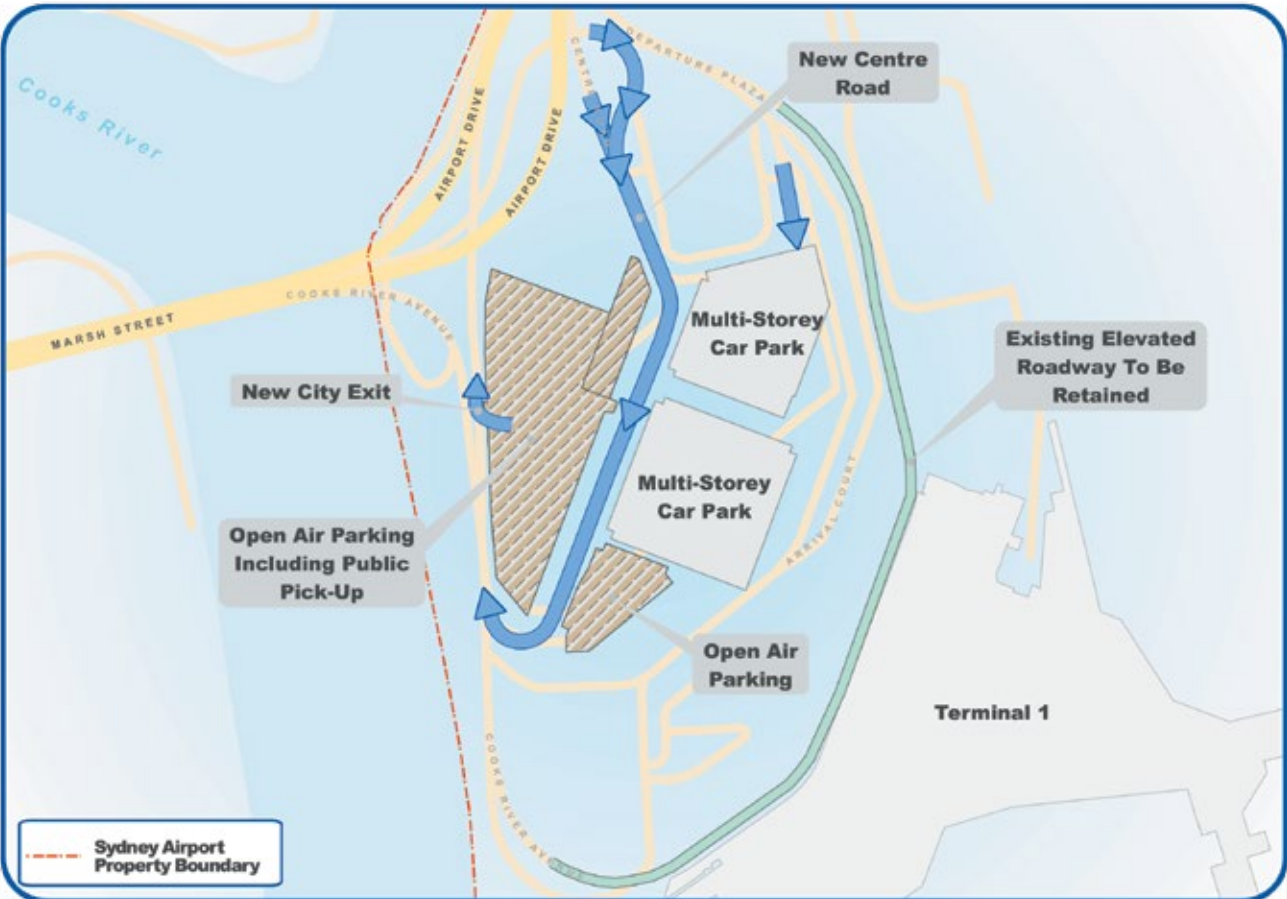 Cooks River
AIRPORT DRIVE
AIRPORT DRIVE
CENTRE
DEPARTURE PLAZA
New Centre
Road
MARSH STREET
COOKS RIVER AVENUE
Multi-Storey
Car Park
Existing Elevated
Roadway To Be
Retained
New City Exit
Multi-Storey
Car Park
ARRIVAL COURT
Open Air Parking
Including Public
Pick-Up
Open Air
Parking
Terminal 1
COOKS RIVER AVENUE
Sydney Airport
Property Boundary